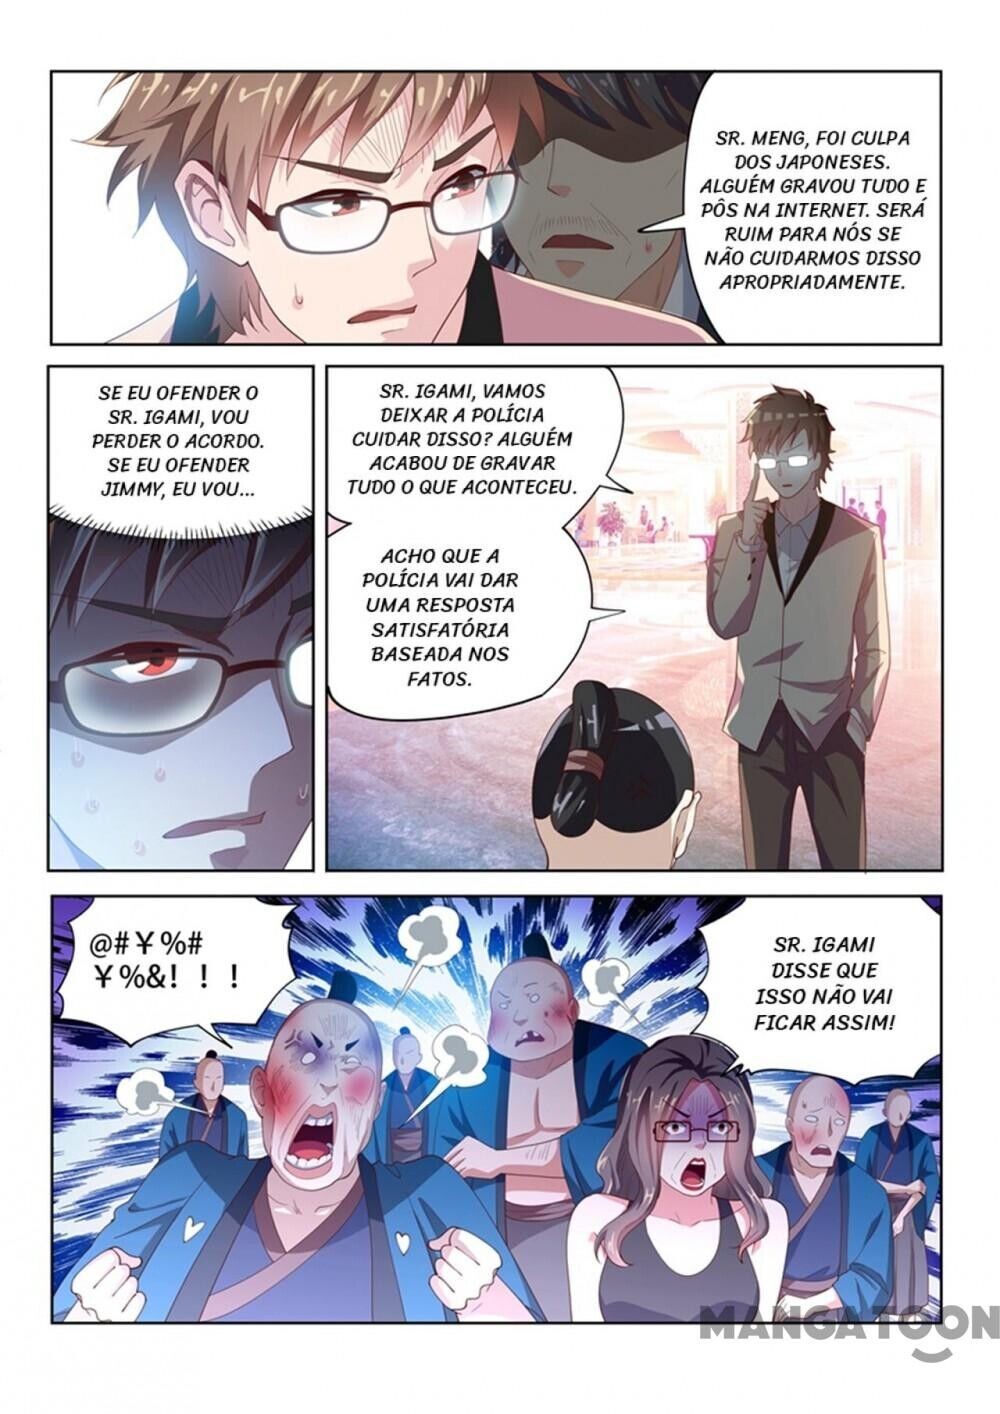 SR. MENG, FOI CULPA
DOS JAPONESES.
ALGUÉM GRAVOU TUDO E
PÔS NA INTERNET. SERÁ
RUIM PARA NÓS SE
NÃO CUIDARMOS DISSO
APROPRIADAMENTE.
SE EU OFENDER O
SR. IGAMI, VOU
PERDER O ACORDO.
SE EU OFENDER
JIMMY, EU VOU...
SR. IGAMI, VAMOS
DEIXAR A POLÍCIA
CUIDAR DISSO? ALGUÉM
ACABOU DE GRAVAR
TUDO O QUE ACONTECEU.
ACHO QUE A
POLÍCIA VAI DAR
UMA RESPOSTA
SATISFATÓRIA
BASEADA NOS
FATOS.
@#￥%#
￥%&！！！
SR. IGAMI
DISSE QUE
ISSO NÃO VAI
FICAR ASSIM!
MANGATOON